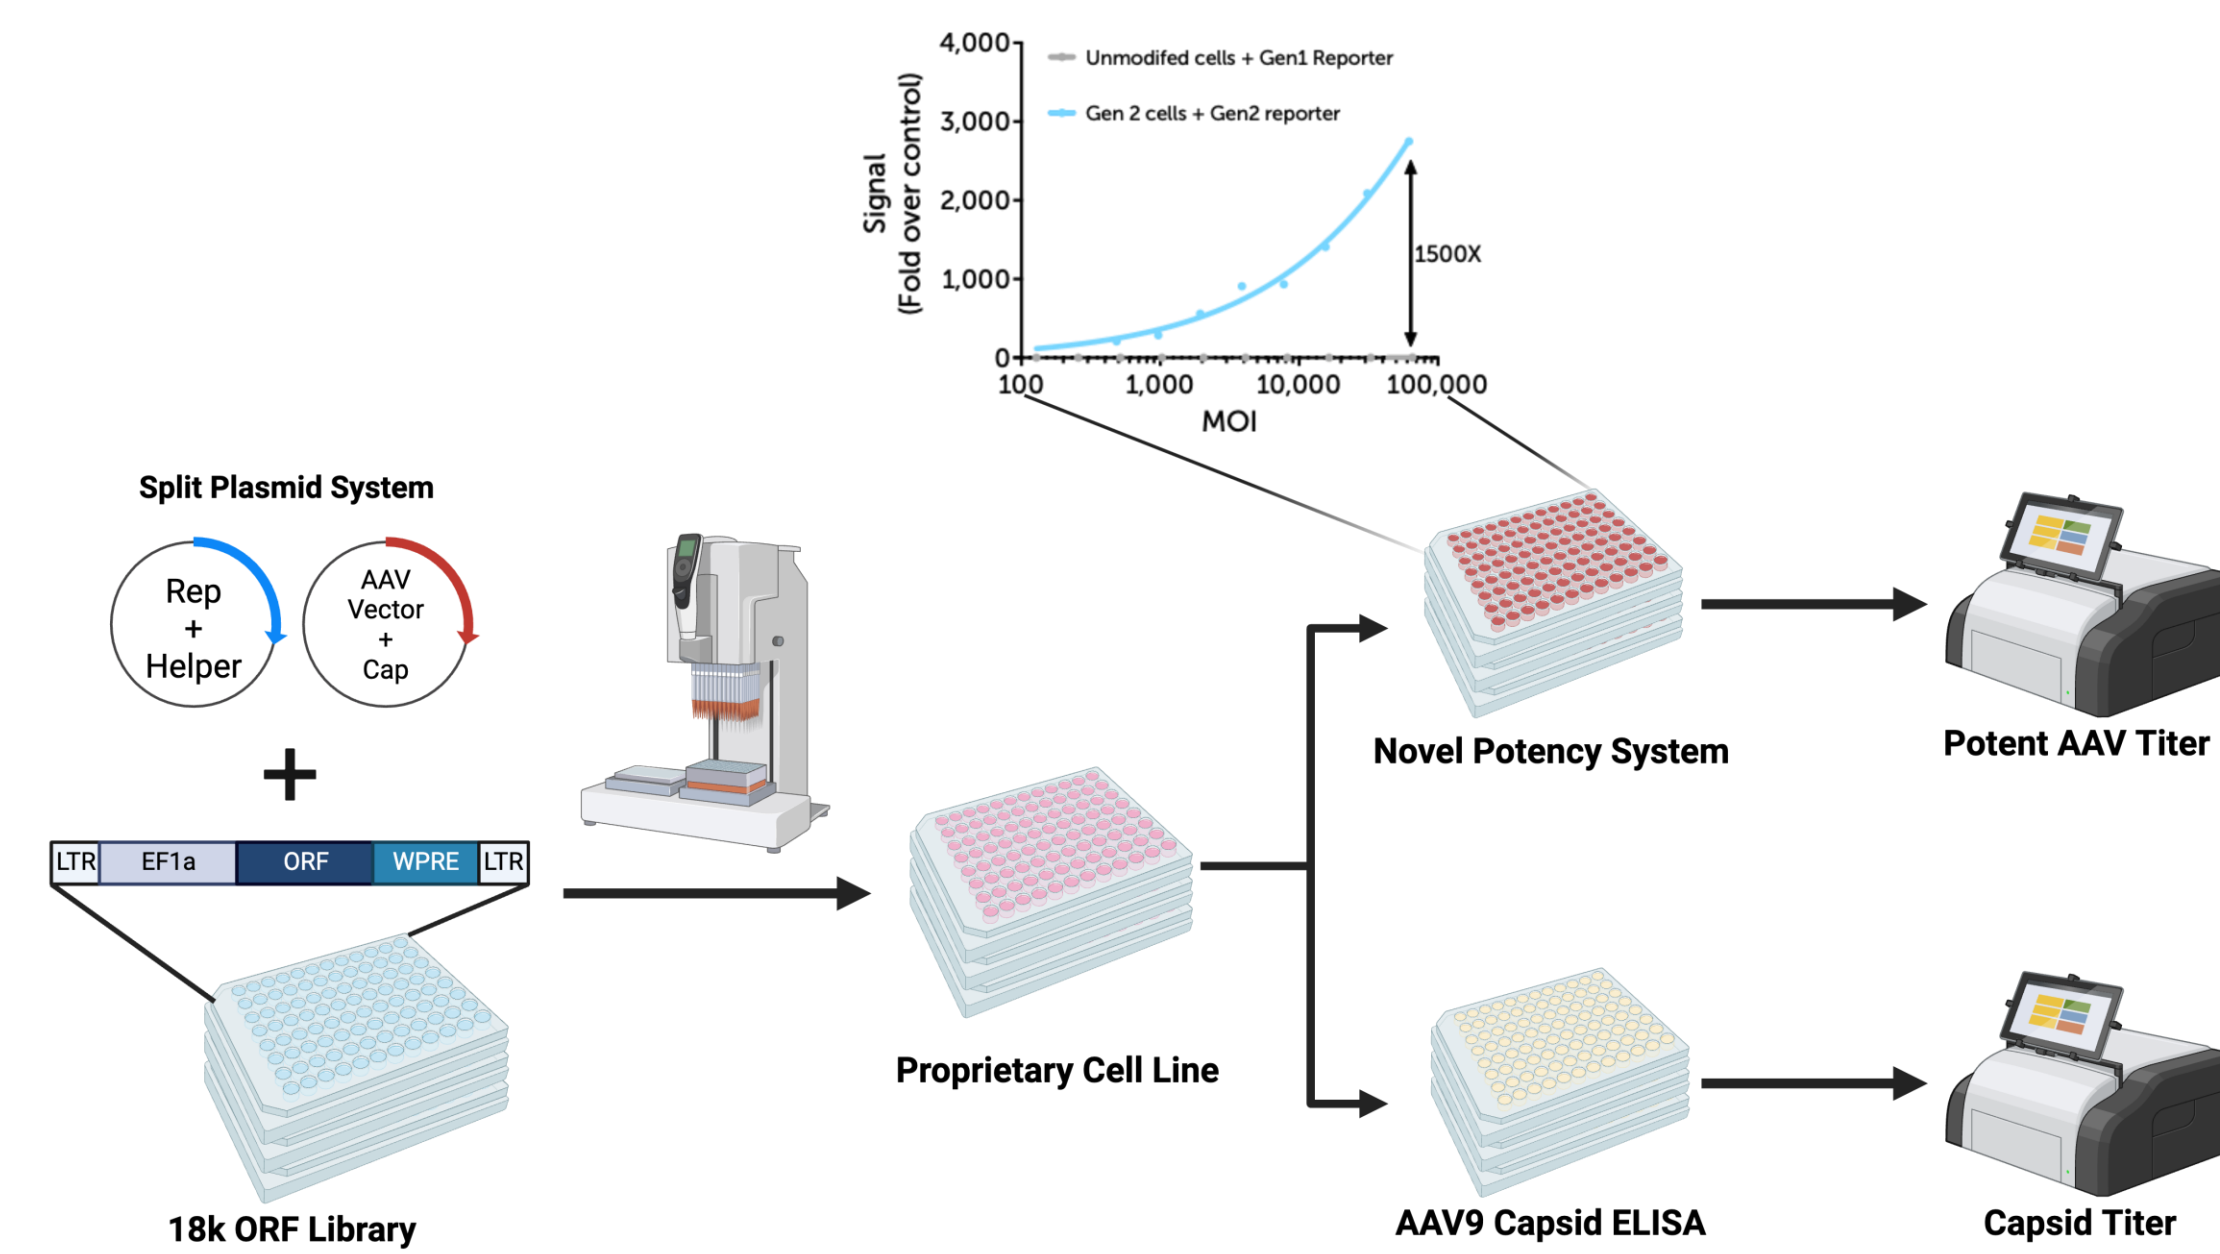 4,000
3,000
2,000
1,000
0
Signal
(Fold over control)
Unmodifed cells + Gen1 Reporter
Gen 2 cells + Gen2 reporter
1500X
100
1,000
10,000
100,000
MOI
Split Plasmid System
Rep
+
Helper
AAV
Vector
+
Cap
+
LTR
EF1a
ORF
WPRE
LTR
18k ORF Library
Proprietary Cell Line
Novel Potency System
Potent AAV Titer
AAV9 Capsid ELISA
Capsid Titer